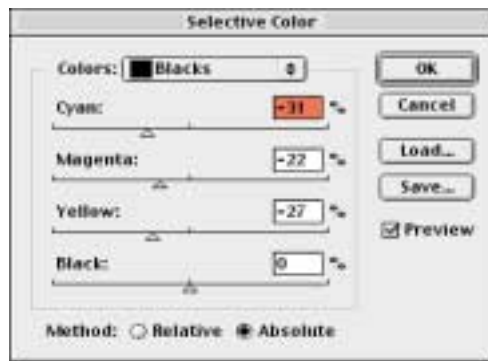 Selective Color
Colors: Blacks
OK
Cyan: -31 %
Cancel
Magenta: -22 %
Load...
Yellow: -27 %
Save...
Preview
Black: 0 %
Method: Relative Absolute